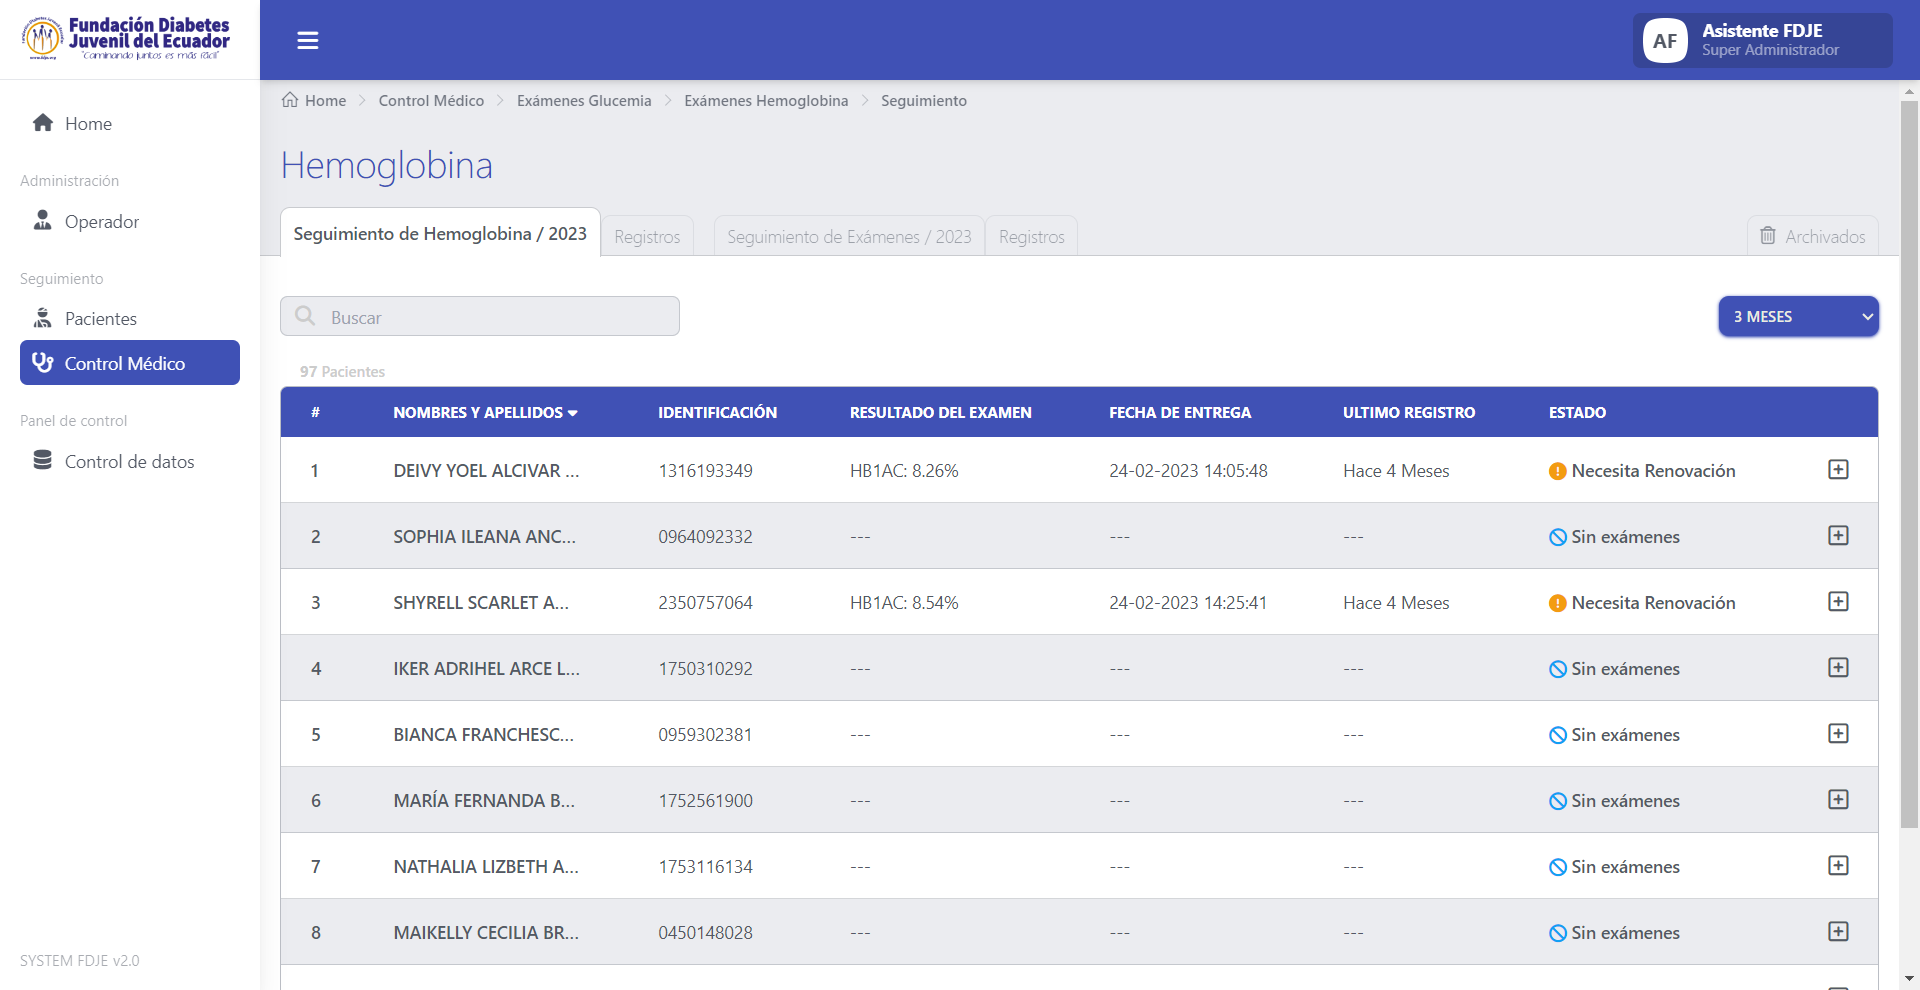 Fundación Diabetes
Juvenil del Ecuador
"Caminando juntos es más fácil"
www.fdje.org
AF
Asistente FDJE
Super Administrador
Home
Administración
Operador
Seguimiento
Pacientes
Control Médico
Panel de control
Control de datos
SYSTEM FDJE v2.0
Home > Control Médico > Exámenes Glucemia > Exámenes Hemoglobina > Seguimiento
Hemoglobina
Seguimiento de Hemoglobina / 2023 Registros Seguimiento de Exámenes / 2023 Registros Archivados
Buscar
3 MESES
97 Pacientes
# NOMBRES Y APELLIDOS IDENTIFICACIÓN RESULTADO DEL EXAMEN FECHA DE ENTREGA ULTIMO REGISTRO ESTADO
1 DEIVY YOEL ALCIVAR ... 1316193349 HB1AC: 8.26% 24-02-2023 14:05:48 Hace 4 Meses Necesita Renovación
2 SOPHIA ILEANA ANC... 0964092332 --- --- --- Sin exámenes
3 SHYRELL SCARLET A... 2350757064 HB1AC: 8.54% 24-02-2023 14:25:41 Hace 4 Meses Necesita Renovación
4 IKER ADRIHEL ARCE L... 1750310292 --- --- --- Sin exámenes
5 BIANCA FRANCHESC... 0959302381 --- --- --- Sin exámenes
6 MARÍA FERNANDA B... 1752561900 --- --- --- Sin exámenes
7 NATHALIA LIZBETH A... 1753116134 --- --- --- Sin exámenes
8 MAIKELLY CECILIA BR... 0450148028 --- --- --- Sin exámenes